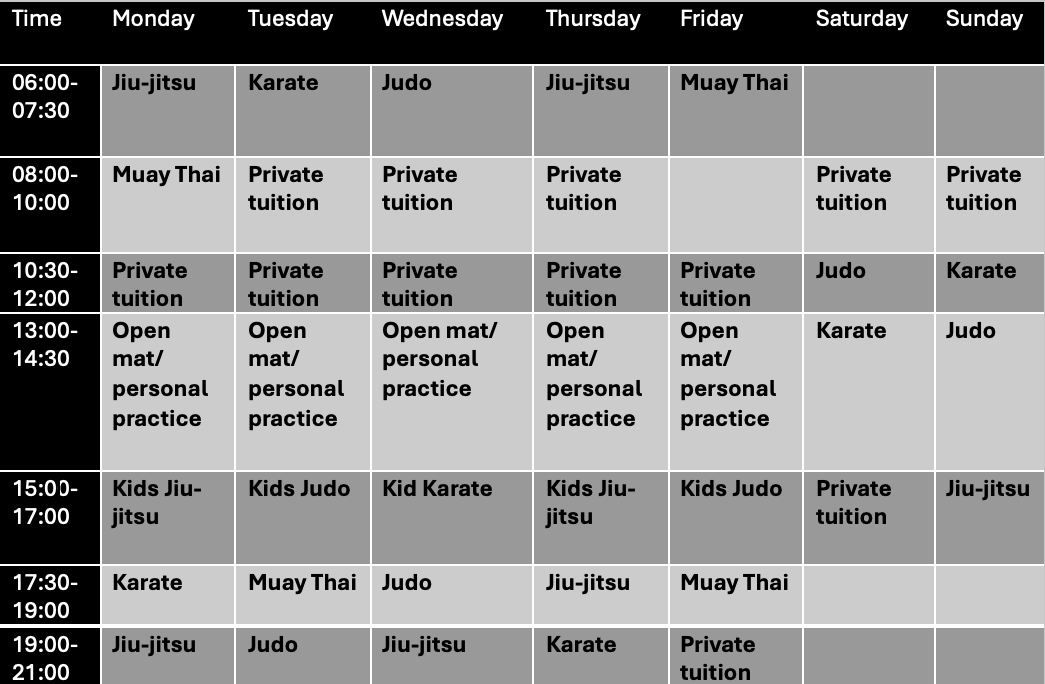 Time Monday Tuesday Wednesday Thursday Friday Saturday Sunday
06:00- Jiu-jitsu Karate Judo Jiu-jitsu Muay Thai
07:30
08:00- Muay Thai Private Private Private Private Private
10:00 tuition tuition tuition tuition tuition
10:30- Private Private Private Private Private Judo Karate
12:00 tuition tuition tuition tuition tuition
13:00- Open Open Open mat/ Open Open Karate Judo
14:30 mat/ mat/ personal mat/ mat/
personal personal practice personal personal
practice practice practice practice
15:00- Kids Jiu- Kids Judo Kid Karate Kids Jiu- Kids Judo Private Jiu-jitsu
17:00 jitsu jitsu tuition
17:30- Karate Muay Thai Judo Jiu-jitsu Muay Thai
19:00
19:00- Jiu-jitsu Judo Jiu-jitsu Karate Private
21:00 tuition